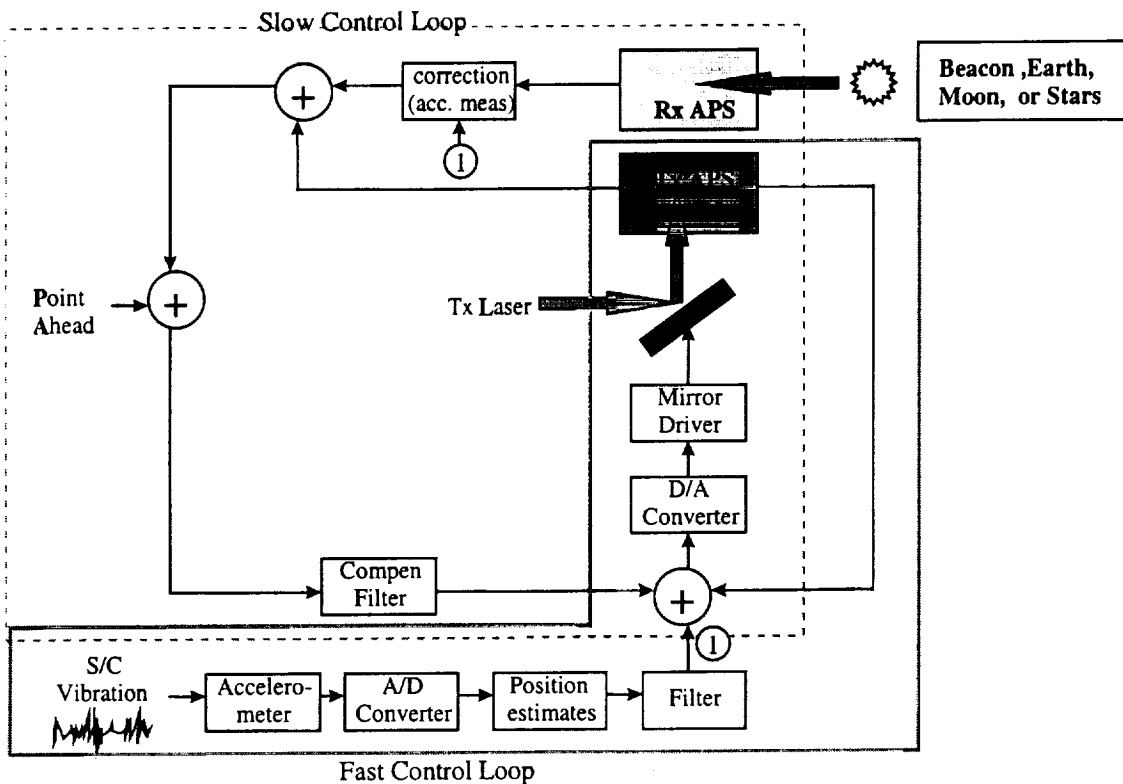 Slow Control Loop
correction
(acc. meas)
Rx APS
Beacon ,Earth,
Moon, or Stars
+
1
Point
Ahead
+
Tx Laser
Mirror
Driver
D/A
Converter
Compen
Filter
+
1
S/C
Vibration
Accelero-
meter
A/D
Converter
Position
estimates
Filter
Fast Control Loop